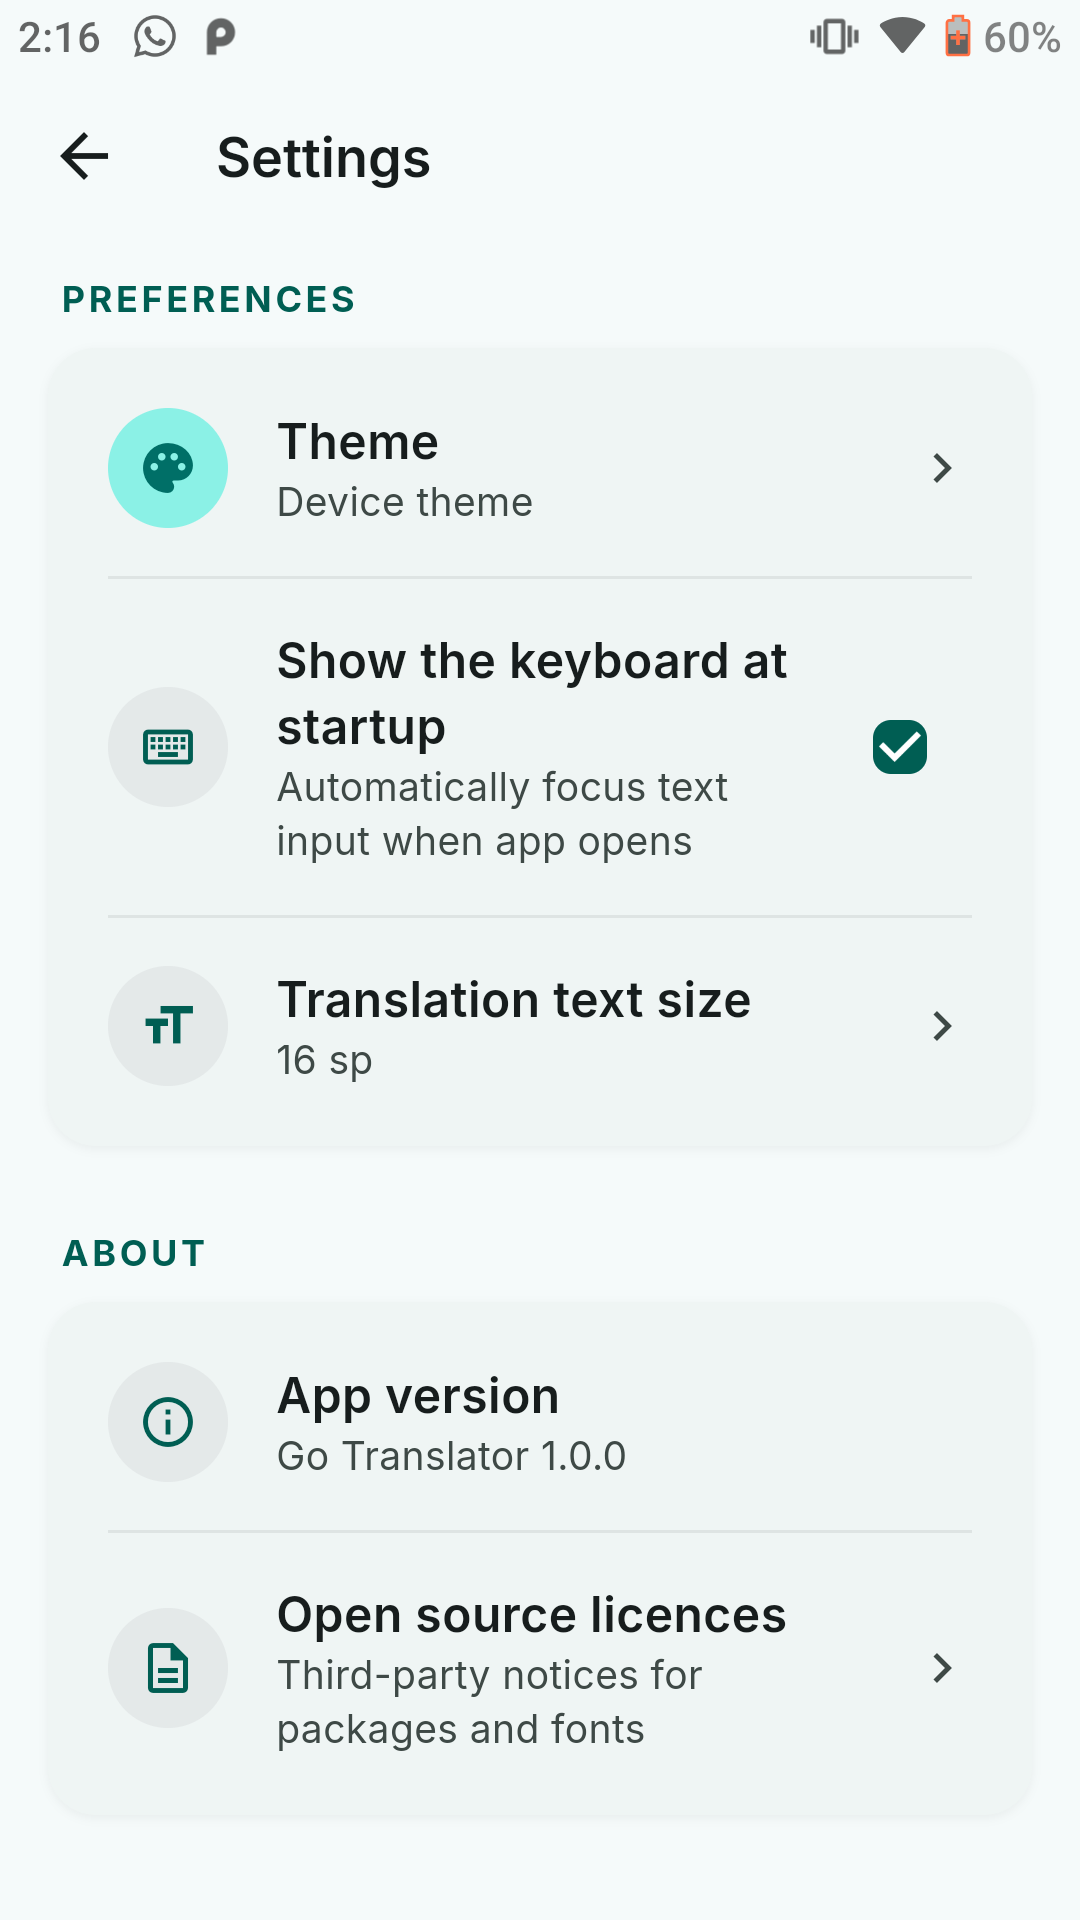 2:16
60%
Settings
PREFERENCES
Theme
Device theme
Show the keyboard at
startup
Automatically focus text
input when app opens
Translation text size
16 sp
ABOUT
App version
Go Translator 1.0.0
Open source licences
Third-party notices for
packages and fonts